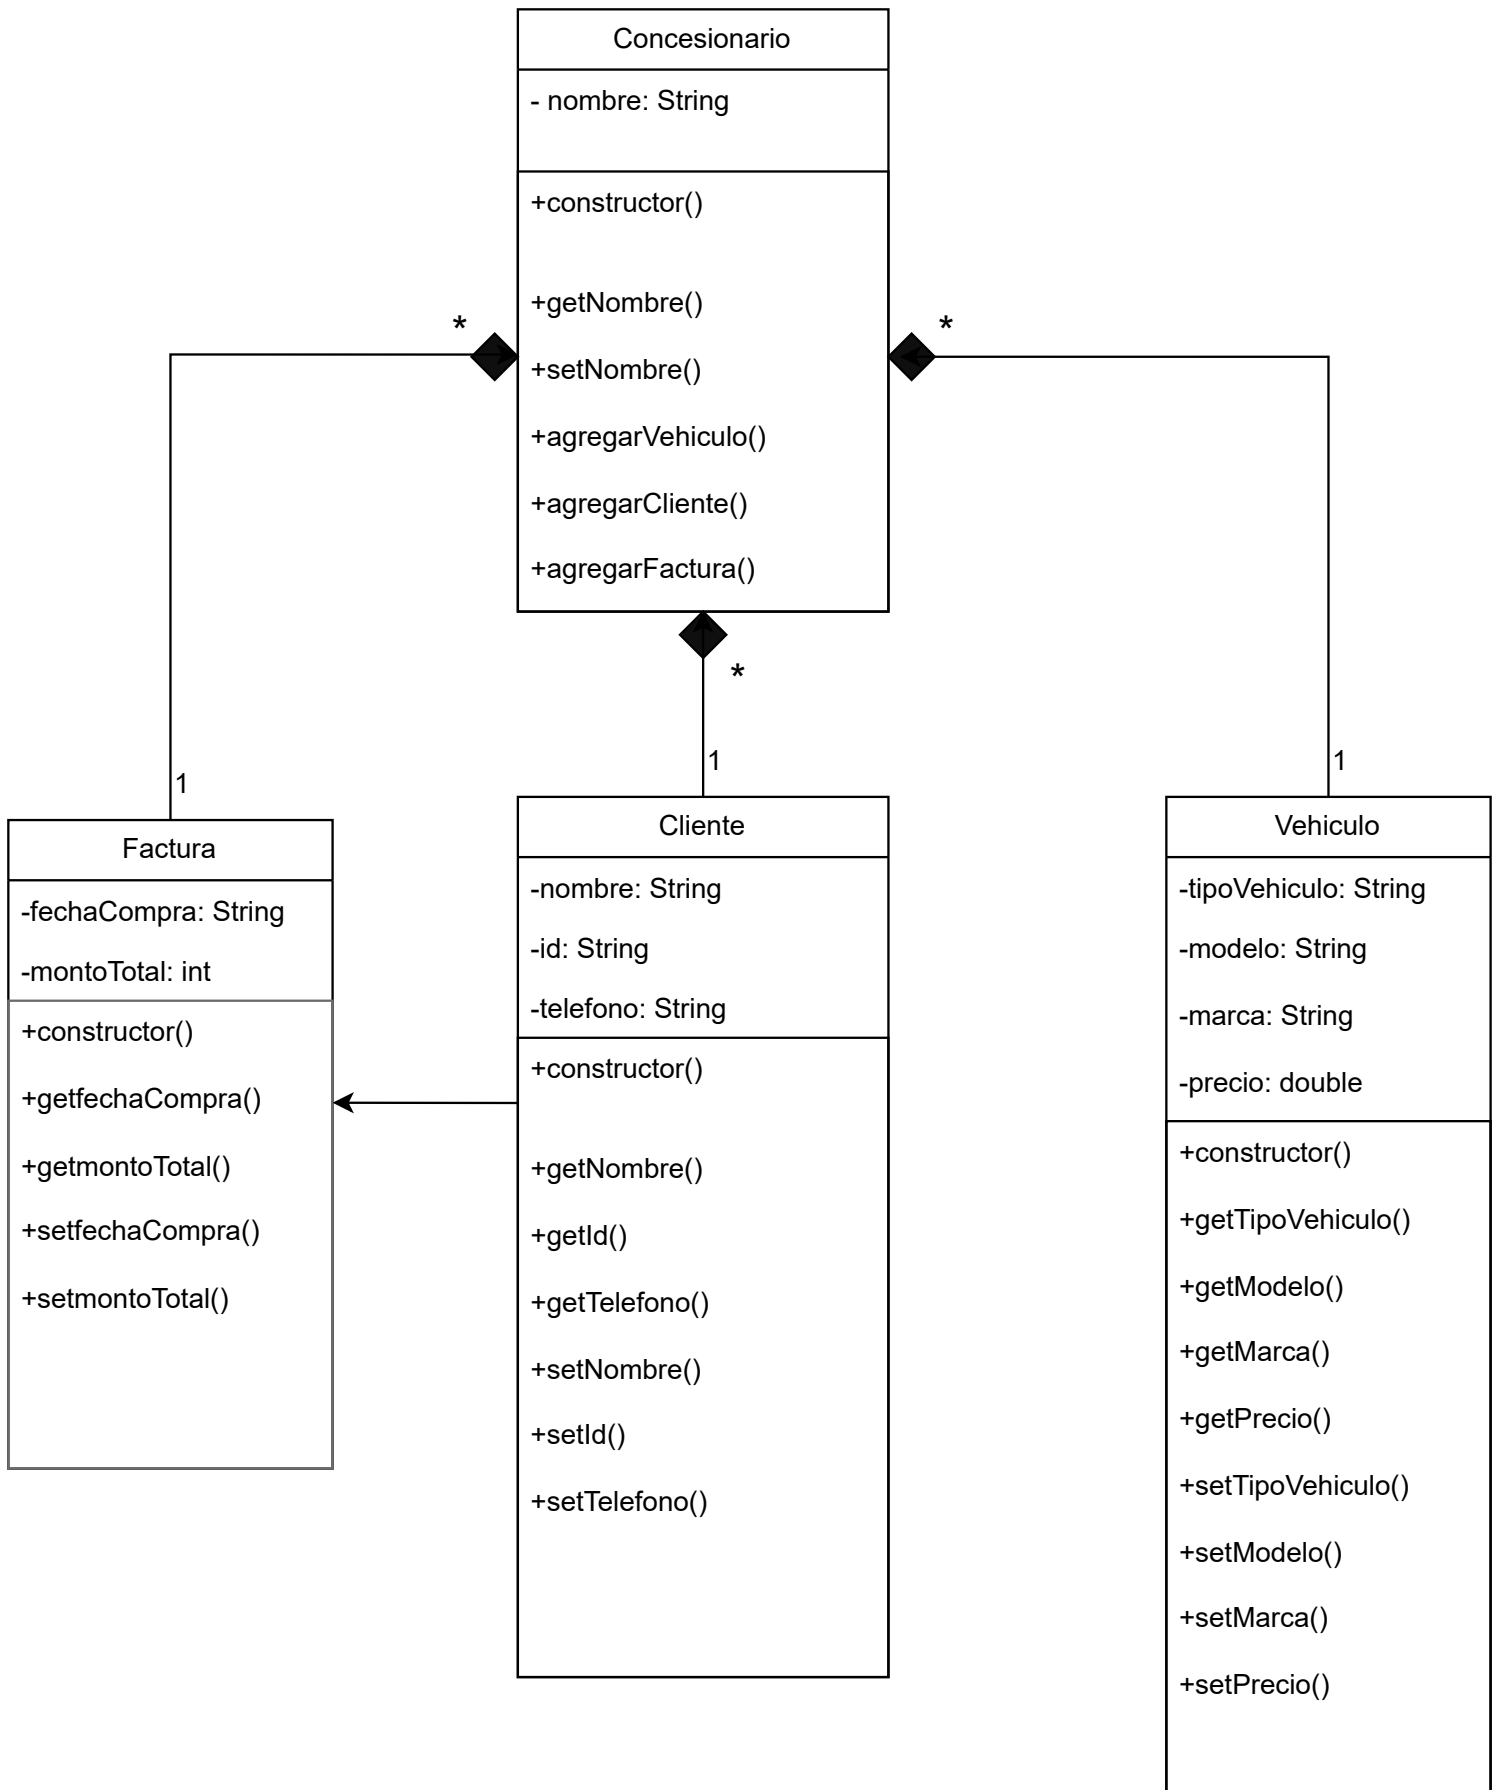 Concesionario
- nombre: String
+constructor()
+getNombre()
+setNombre()
+agregarVehiculo()
+agregarCliente()
+agregarFactura()
*
*
*
1
1
1
Factura
-fechaCompra: String
-montoTotal: int
+constructor()
+getfechaCompra()
+getmontoTotal()
+setfechaCompra()
+setmontoTotal()
Cliente
-nombre: String
-id: String
-telefono: String
+constructor()
+getNombre()
+getId()
+getTelefono()
+setNombre()
+setId()
+setTelefono()
Vehiculo
-tipoVehiculo: String
-modelo: String
-marca: String
-precio: double
+constructor()
+getTipoVehiculo()
+getModelo()
+getMarca()
+getPrecio()
+setTipoVehiculo()
+setModelo()
+setMarca()
+setPrecio()